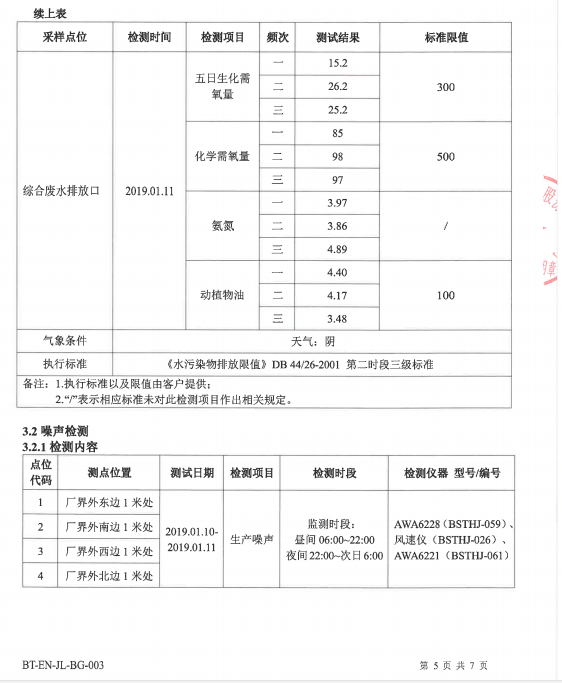 续上表
采样点位 检测时间 检测项目 频次 测试结果 标准限值
综合废水排放口 2019.01.11 五日生化需氧量 一 15.2 300
二 26.2
三 25.2
化学需氧量 一 85 500
二 98
三 97
氨氮 一 3.97 /
二 3.86
三 4.89
动植物油 一 4.40 100
二 4.17
三 3.48
气象条件 天气：阴
执行标准 《水污染物排放限值》DB 44/26-2001 第二时段三级标准
备注：1.执行标准以及限值由客户提供；
2.“/”表示相应标准未对此检测项目作出相关规定。
3.2 噪声检测
3.2.1 检测内容
点位代码 测点位置 测试日期 检测项目 检测时段 检测仪器 型号/编号
1 厂界外东边 1 米处
2 厂界外南边 1 米处
3 厂界外西边 1 米处
4 厂界外北边 1 米处
2019.01.10-
2019.01.11
生产噪声
监测时段：
昼间 06:00~22:00
夜间 22:00~次日 6:00
AWA6228（BSTHJ-059）、
风速仪（BSTHJ-026）、
AWA6221（BSTHJ-061）
BT-EN-JL-BG-003 第 5 页 共 7 页